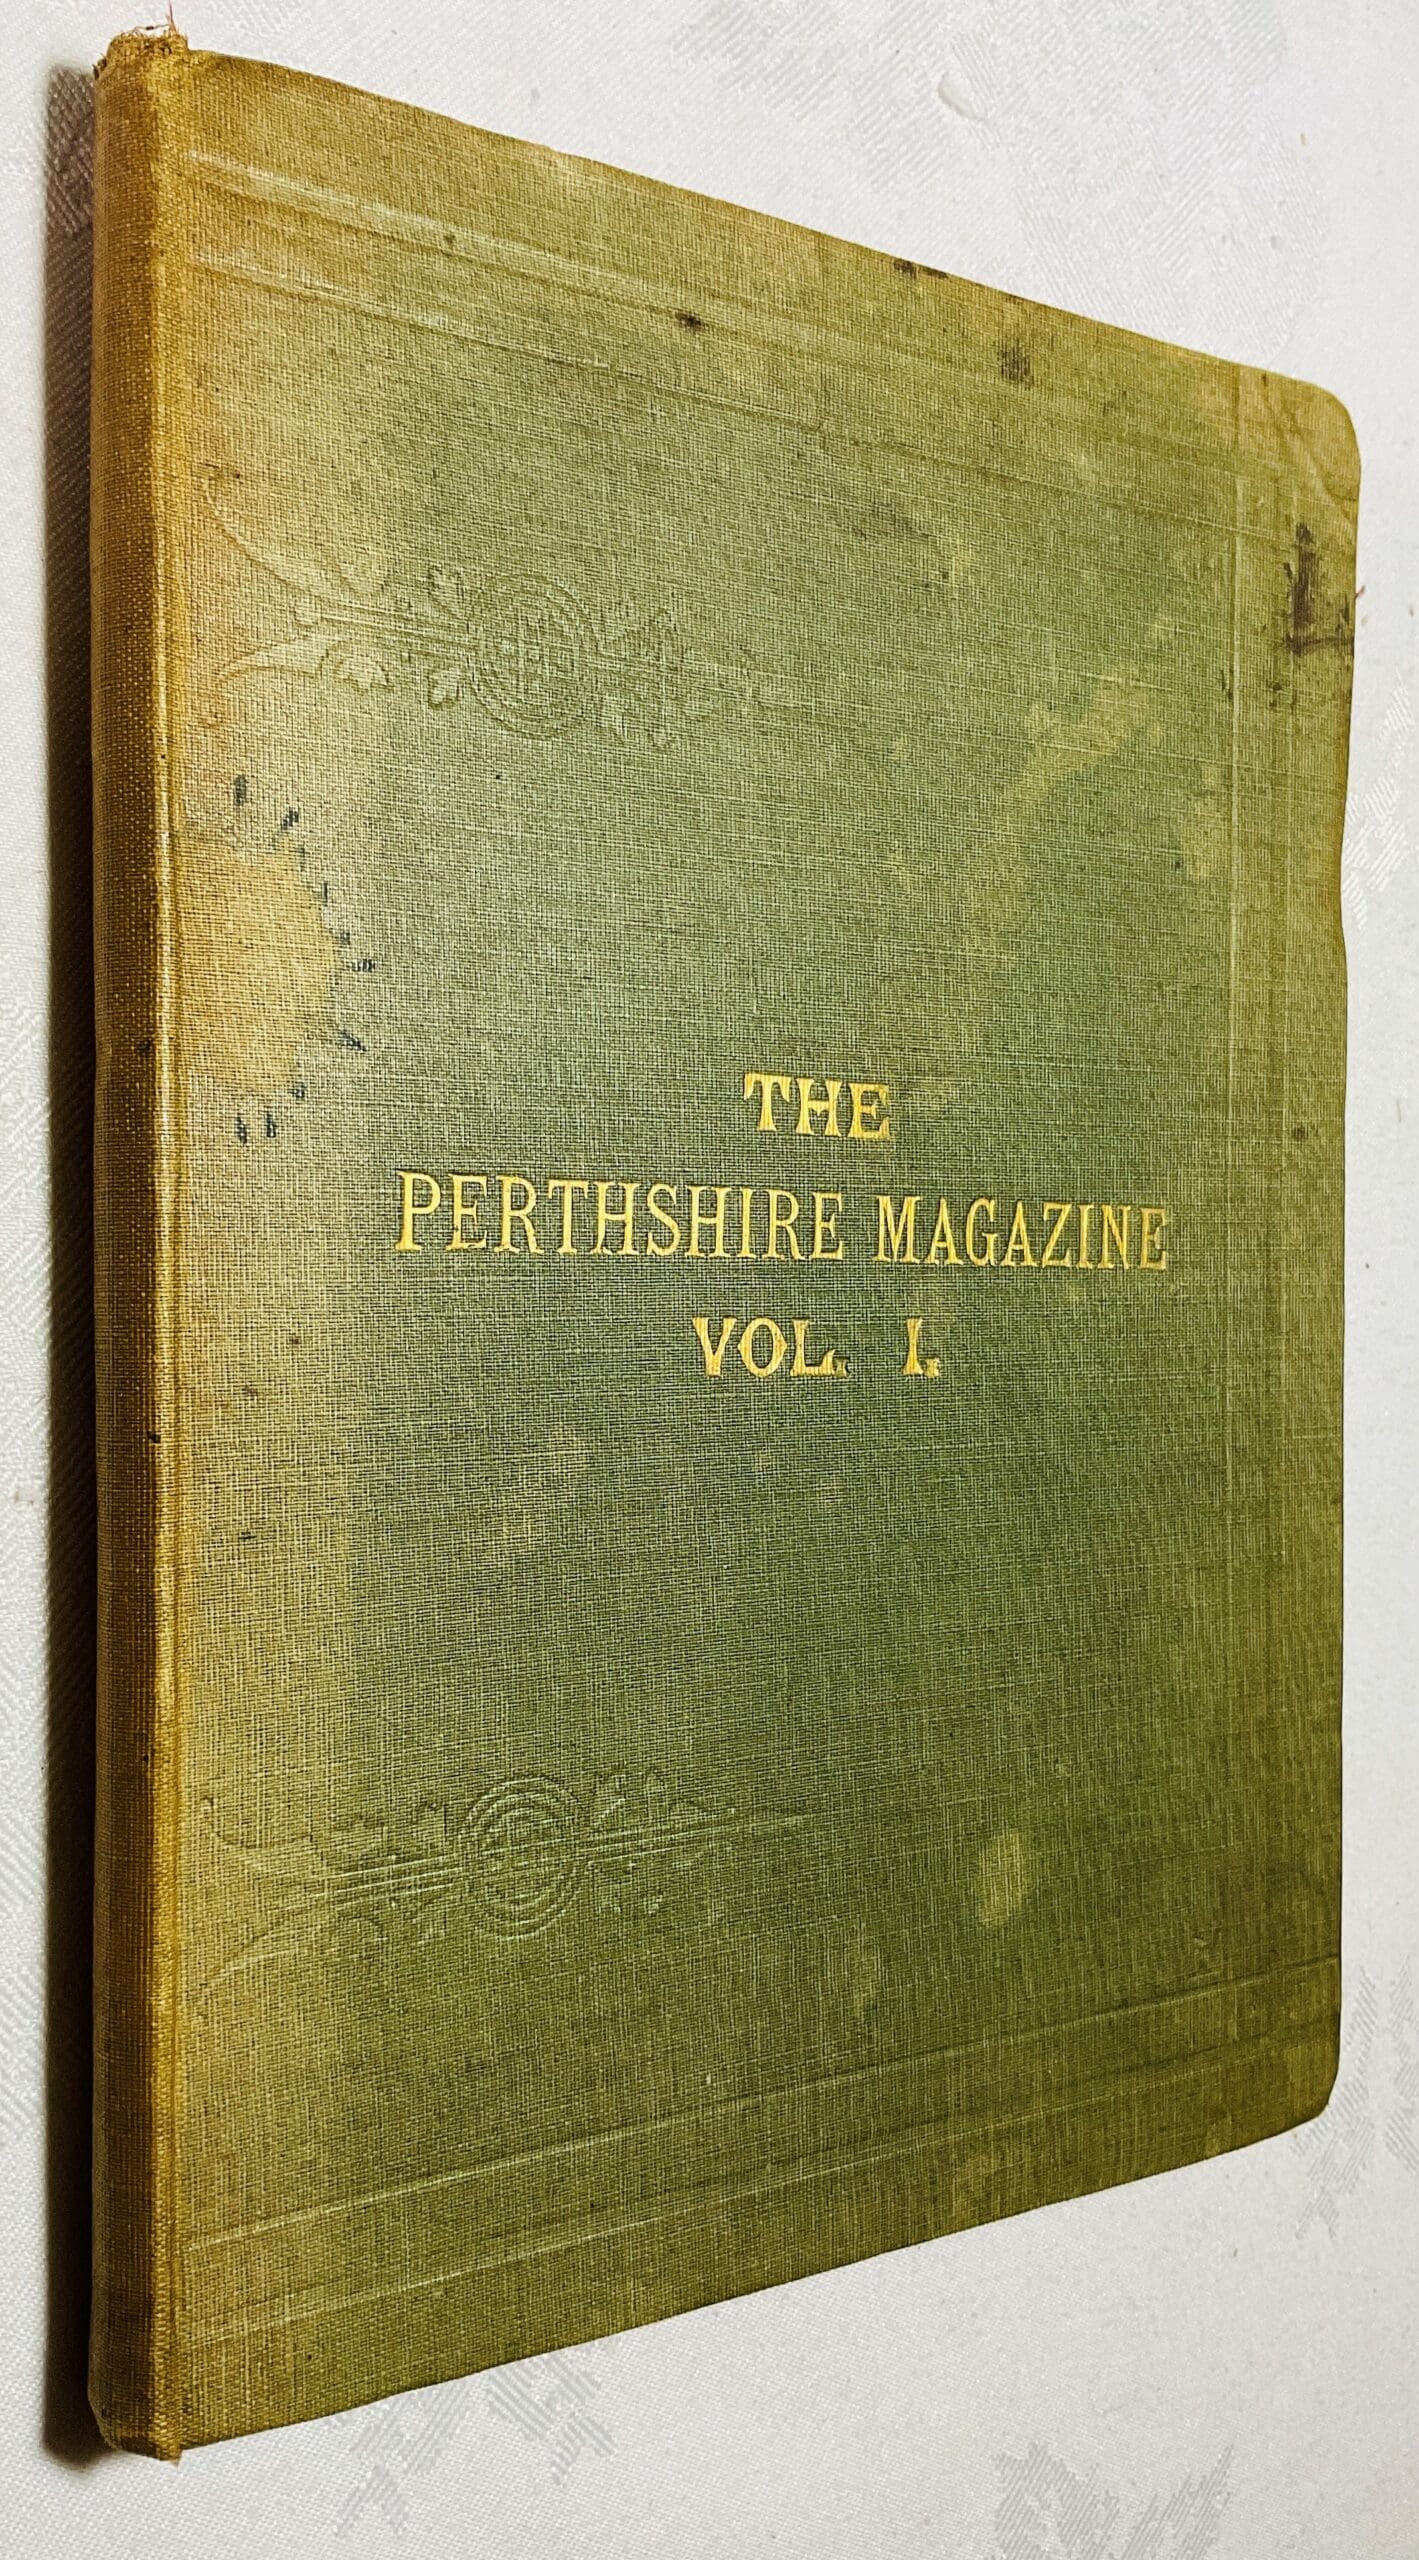 THE
PERTHSHIRE MAGAZINE
VOL. I.